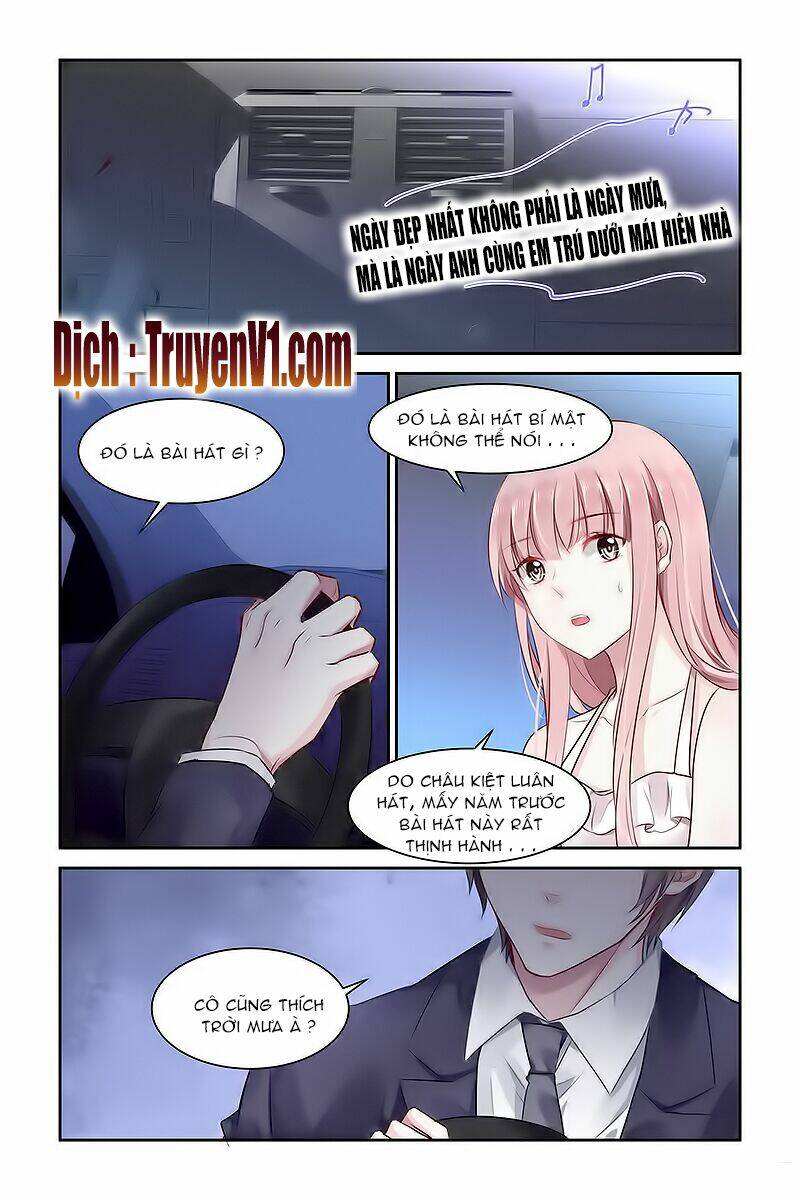 NGÀY ĐẸP NHẤT KHÔNG PHẢI LÀ NGÀY MƯA,
MÀ LÀ NGÀY ANH CÙNG EM TRÚ DƯỚI MÁI HIÊN NHÀ
Dịch : TruyenV1.com
ĐÓ LÀ BÀI HÁT GÌ ?
ĐÓ LÀ BÀI HÁT BÍ MẬT
KHÔNG THỂ NÓI . . .
DO CHÂU KIỆT LUÂN
HÁT, MẤY NĂM TRƯỚC
BÀI HÁT NÀY RẤT
THỊNH HÀNH . . .
CÔ CŨNG THÍCH
TRỜI MƯA À ?